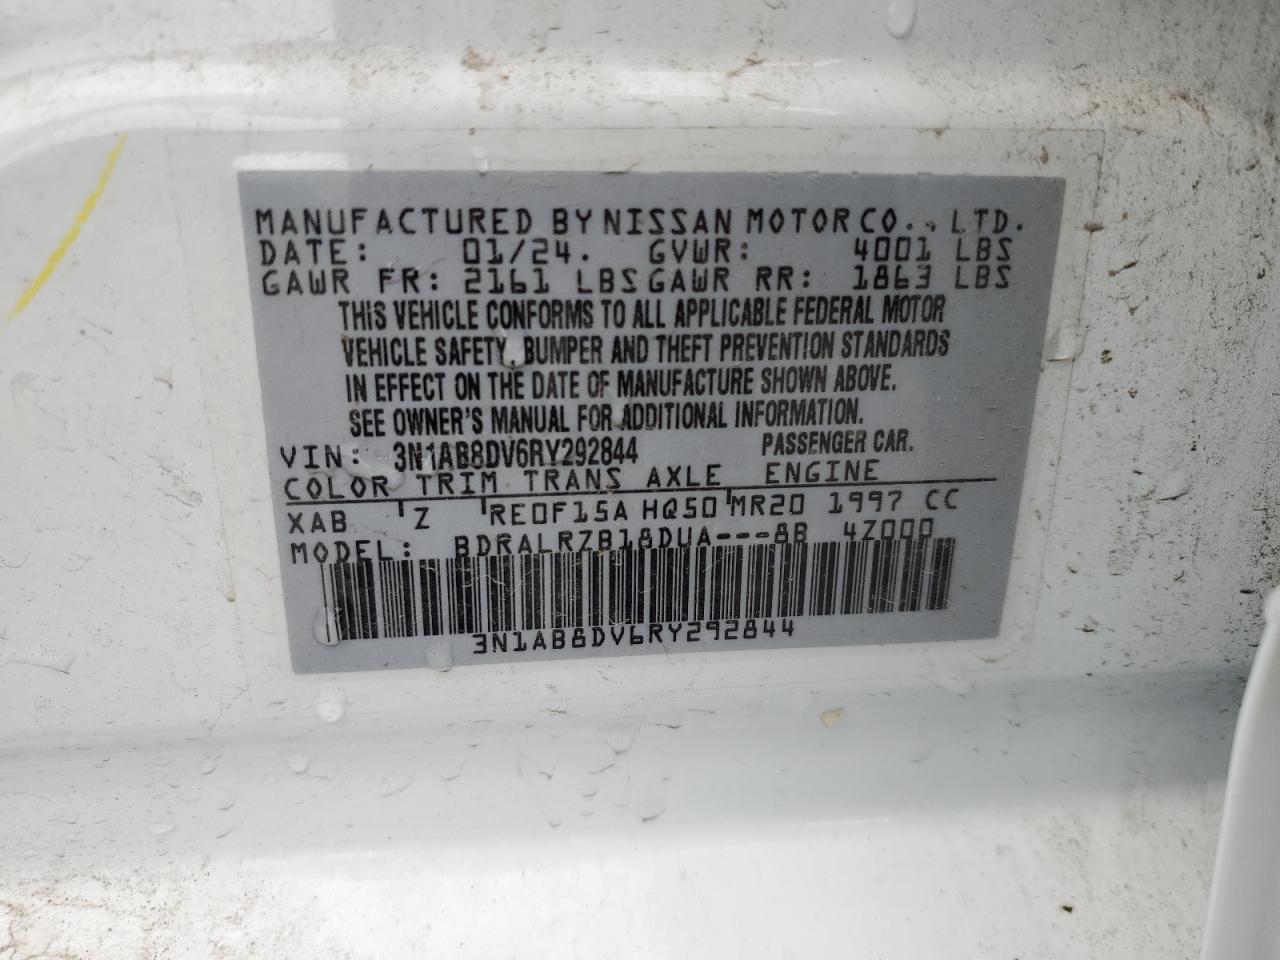 MANUFACTURED BY NISSAN MOTOR CO., LTD.
DATE: 01/24. GVWR: 4001 LBS
GAWR FR: 2161 LBS GAWR RR: 1863 LBS
THIS VEHICLE CONFORMS TO ALL APPLICABLE FEDERAL MOTOR
VEHICLE SAFETY, BUMPER AND THEFT PREVENTION STANDARDS
IN EFFECT ON THE DATE OF MANUFACTURE SHOWN ABOVE.
SEE OWNER'S MANUAL FOR ADDITIONAL INFORMATION.
VIN: 3N1AB8DV6RY292844 PASSENGER CAR.
COLOR TRIM TRANS AXLE ENGINE
XAB Z RE0F15A HQ50 MR20 1997 CC
MODEL: BDRALRZB18DUA---8B 4Z000
3N1AB8DV6RY292844